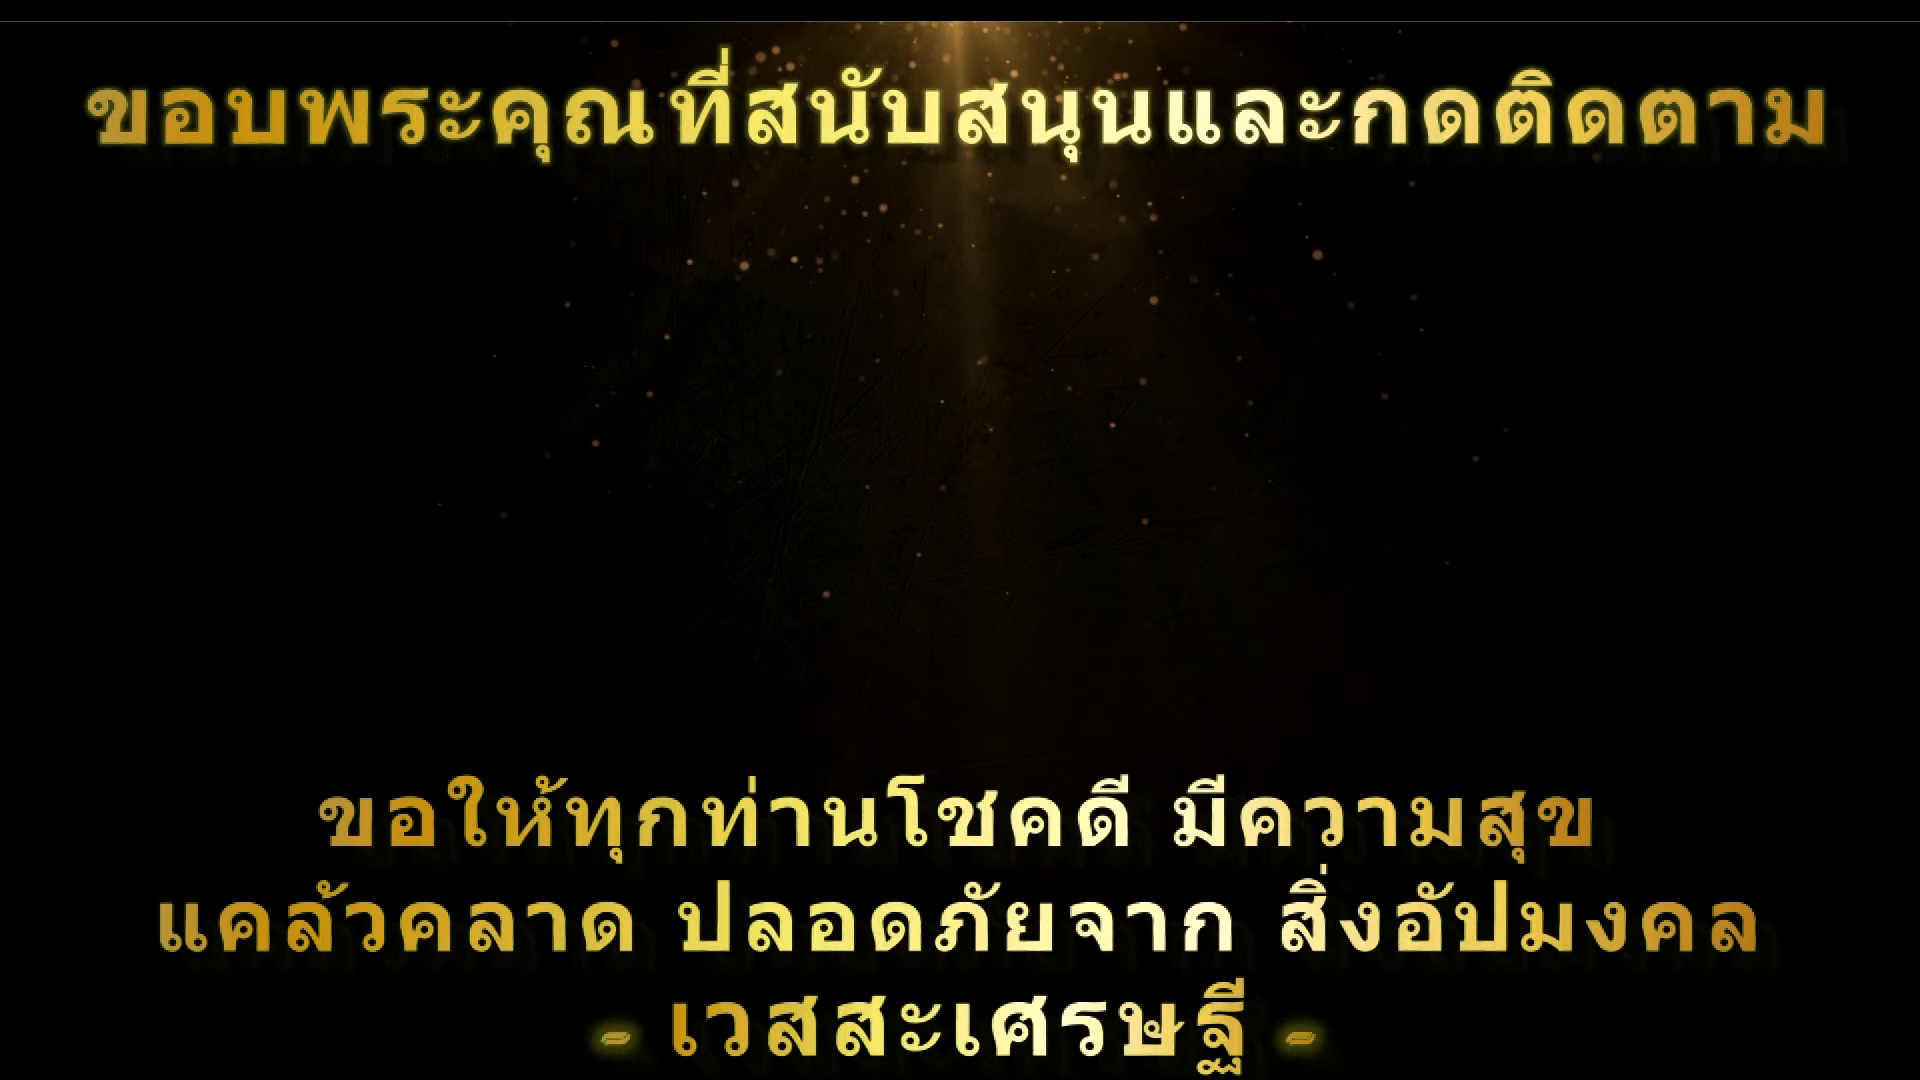 ขอบพระคุณที่สนับสนุนและกดติดตาม
ขอให้ทุกท่านโชคดี มีความสุข
แคล้วคลาด ปลอดภัยจาก สิ่งอัปมงคล
- เวสสะเศรษฐี -